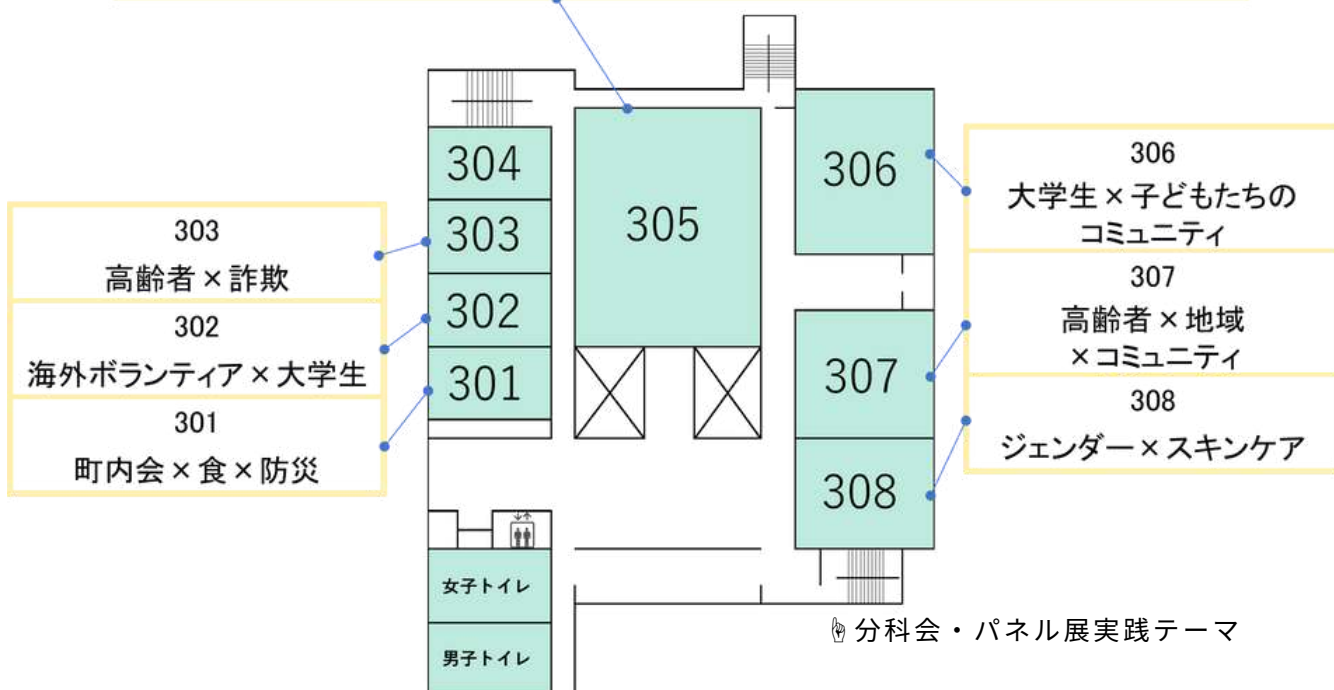 304
303
302
301
305
306
307
308
303
高齢者×詐欺
302
海外ボランティア×大学生
301
町内会×食×防災
306
大学生×子どもたちの
コミュニティ
307
高齢者×地域
×コミュニティ
308
ジェンダー×スキンケア
女子トイレ
男子トイレ
分科会・パネル展実践テーマ